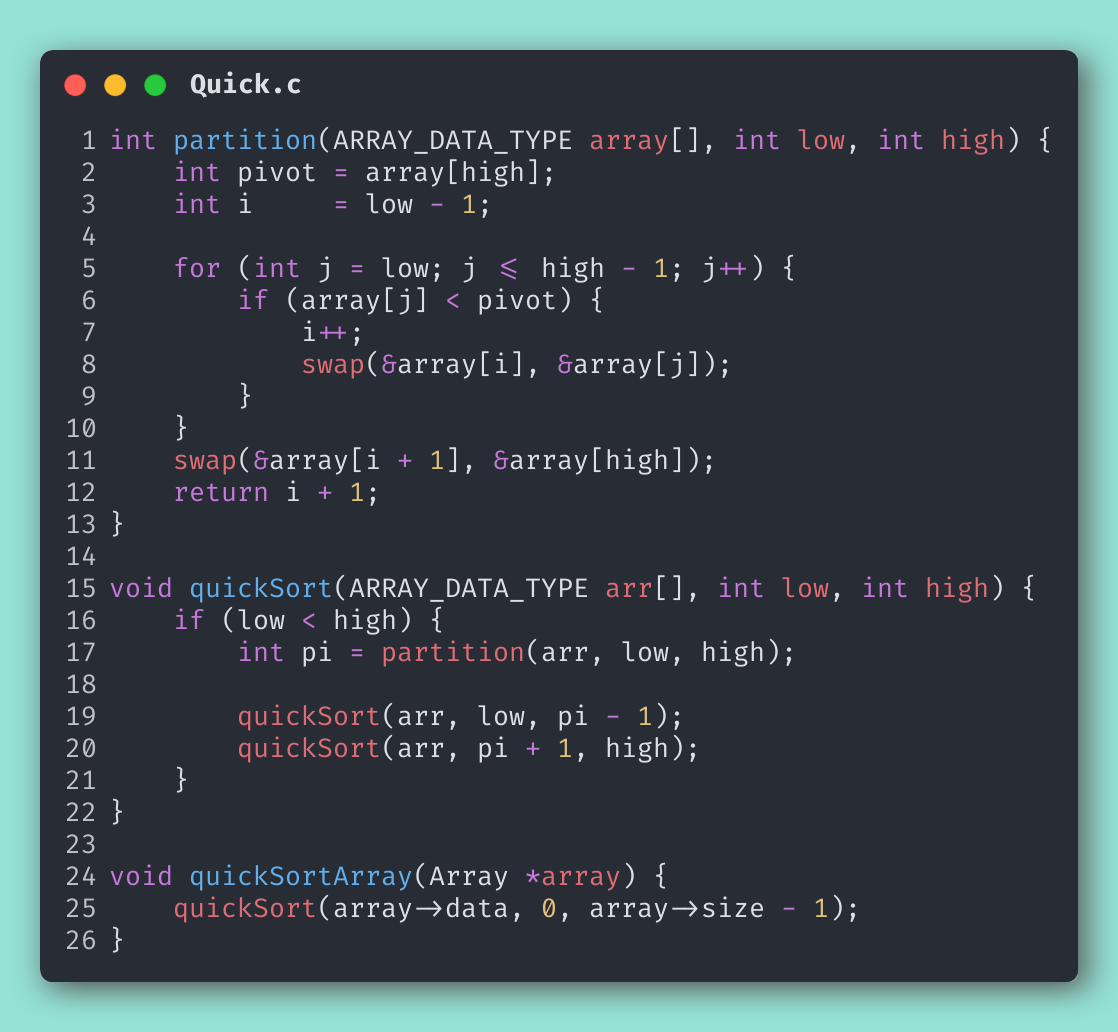 Quick.c
1 int partition(ARRAY_DATA_TYPE array[], int low, int high) {
2     int pivot = array[high];
3     int i     = low - 1;
4
5     for (int j = low; j <= high - 1; j++) {
6         if (array[j] < pivot) {
7             i++;
8             swap(&array[i], &array[j]);
9         }
10     }
11     swap(&array[i + 1], &array[high]);
12     return i + 1;
13 }
14
15 void quickSort(ARRAY_DATA_TYPE arr[], int low, int high) {
16     if (low < high) {
17         int pi = partition(arr, low, high);
18
19         quickSort(arr, low, pi - 1);
20         quickSort(arr, pi + 1, high);
21     }
22 }
23
24 void quickSortArray(Array *array) {
25     quickSort(array->data, 0, array->size - 1);
26 }